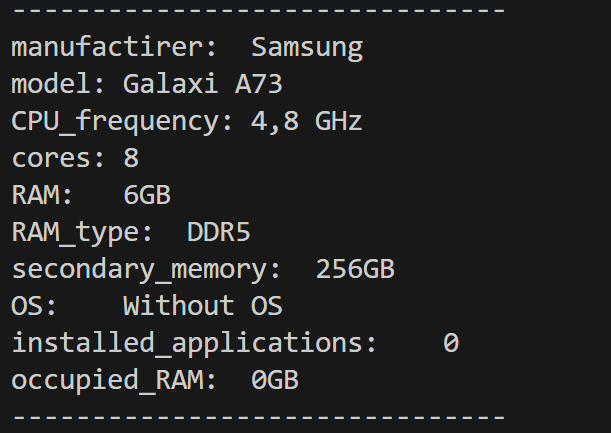 -------------------------------
manufactirer:  Samsung
model: Galaxi A73
CPU_frequency: 4,8 GHz
cores: 8
RAM:   6GB
RAM_type:  DDR5
secondary_memory:  256GB
OS:    Without OS
installed_applications:    0
occupied_RAM:  0GB
-------------------------------